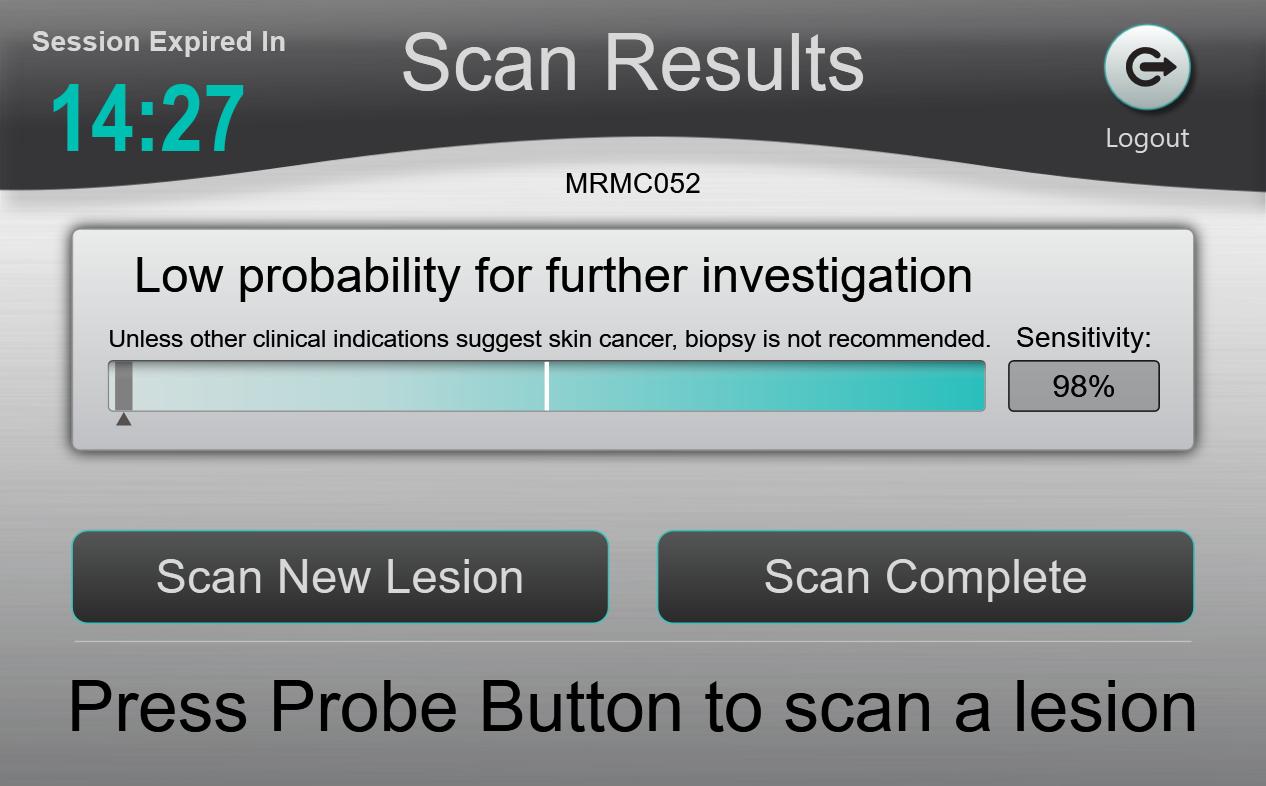 Session Expired In
14:27
Scan Results
Logout
MRMC052
Low probability for further investigation
Unless other clinical indications suggest skin cancer, biopsy is not recommended.
Sensitivity:
98%
Scan New Lesion
Scan Complete
Press Probe Button to scan a lesion